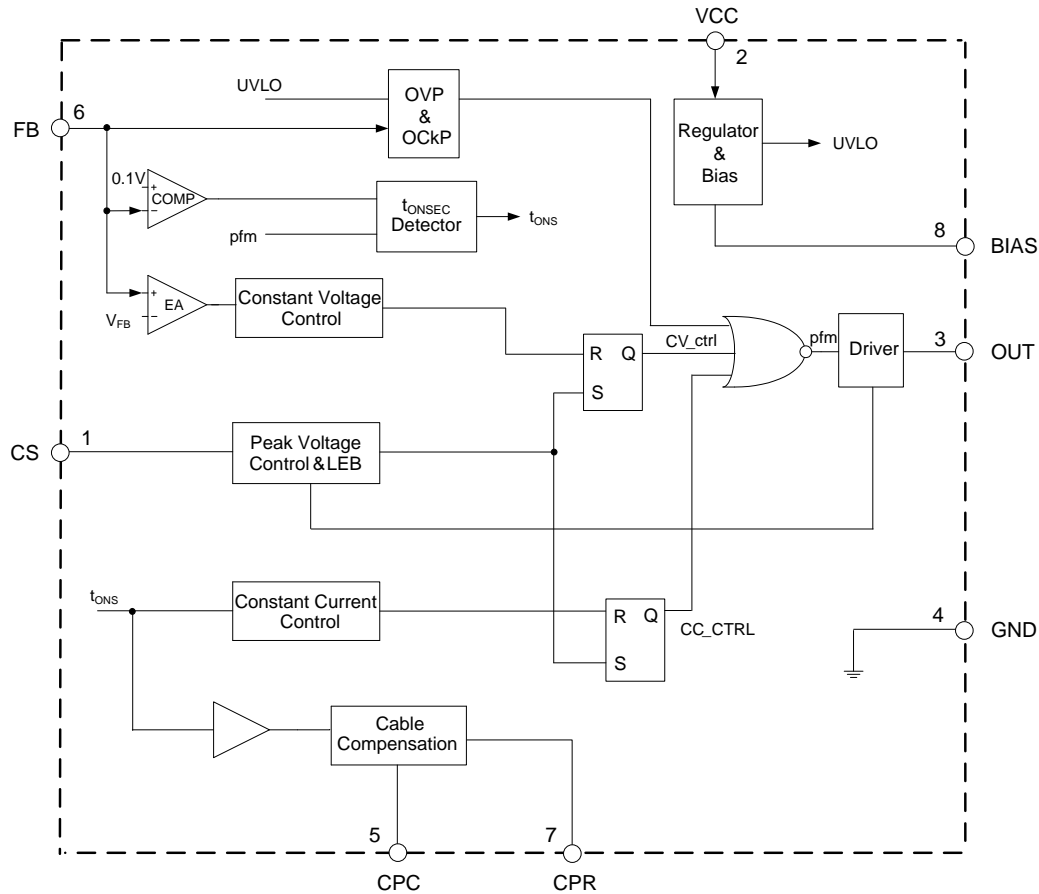 VCC
2
UVLO
OVP
&
OCkP
6
FB
Regulator
&
Bias
UVLO
0.1V
+
COMP
−
tONSEC
Detector
tONS
pfm
8
BIAS
+
EA
VFB
−
Constant Voltage
Control
R
Q
S
CV_ctrl
pfm
Driver
3
OUT
1
CS
Peak Voltage
Control &LEB
tONS
Constant Current
Control
R
Q
S
CC_CTRL
4
GND
Cable
Compensation
5
7
CPC
CPR